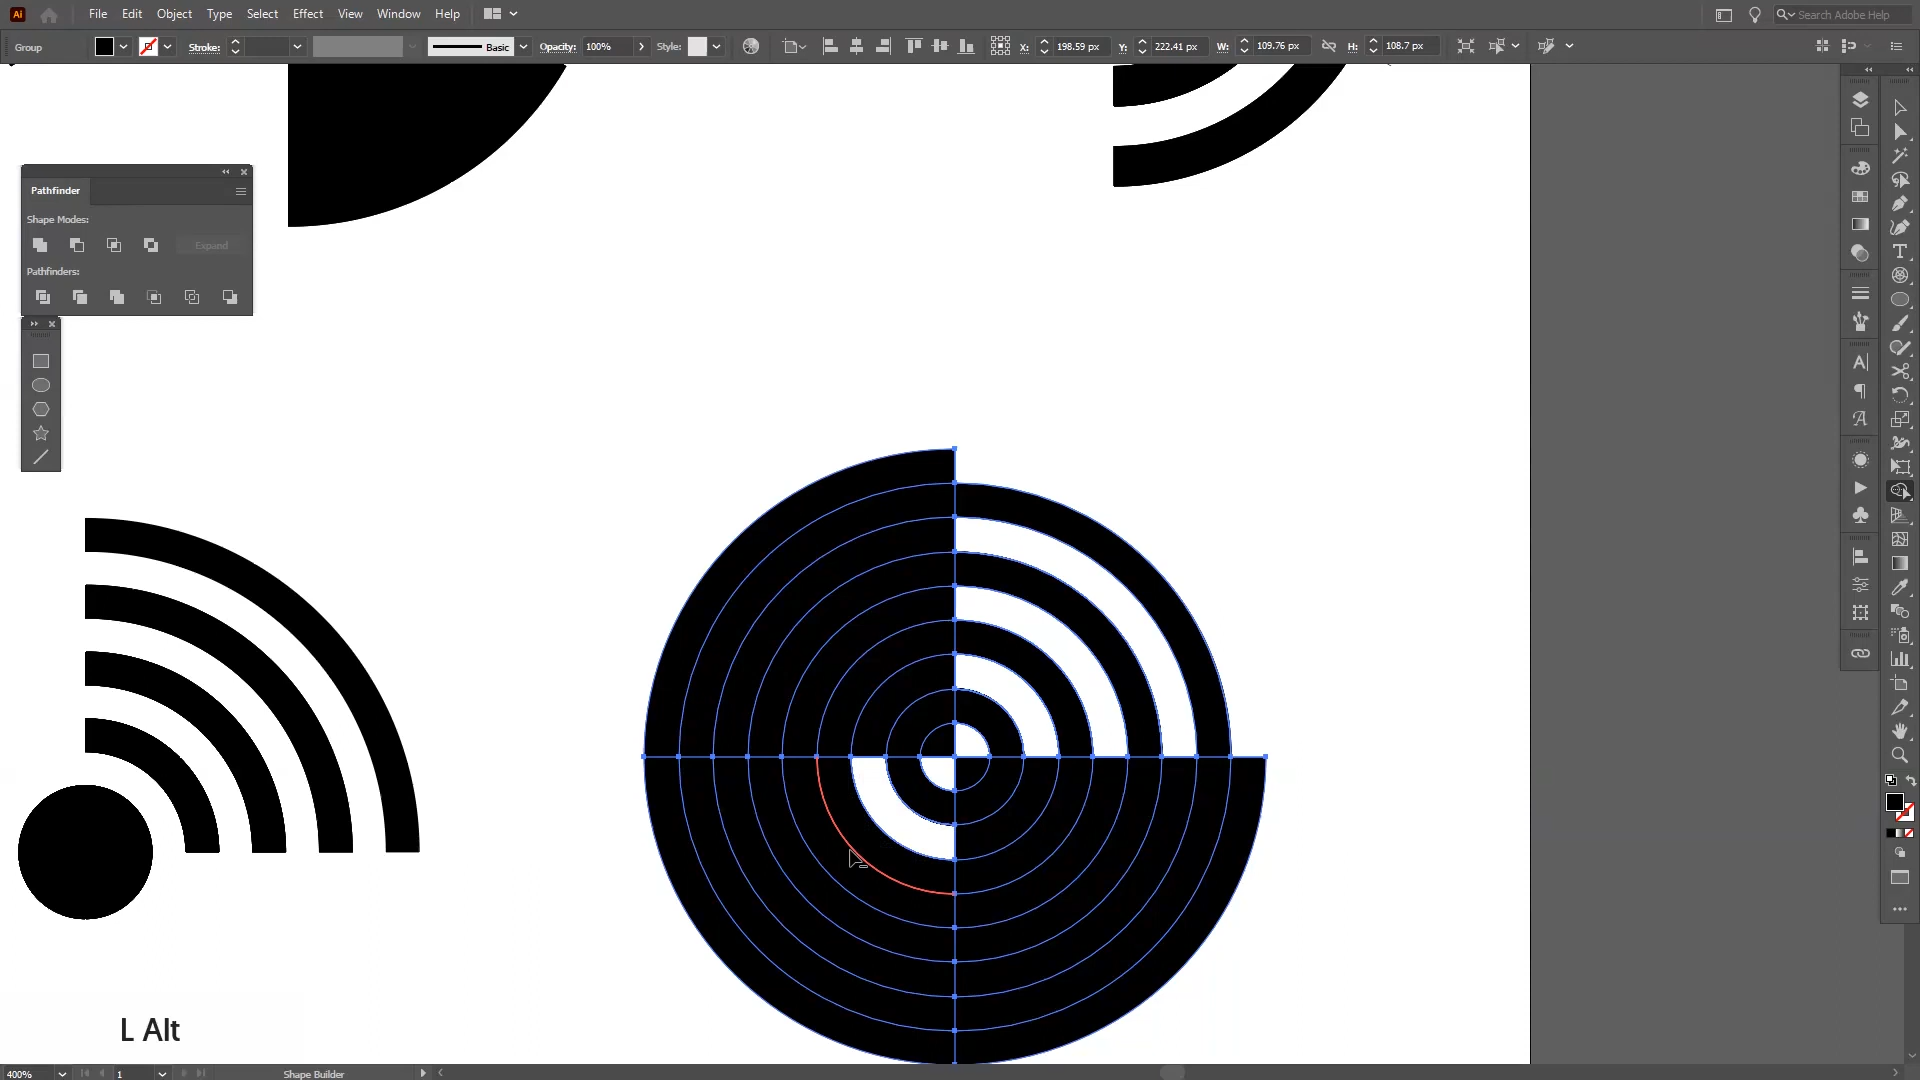 Ai File Edit Object Type Select Effect View Window Help Search Adobe Help
Group Stroke: Basic Opacity: 100% Style: X: 198.59 px Y: 222.41 px W: 109.76 px H: 108.7 px
Pathfinder
Shape Modes:
Expand
Pathfinders:
L Alt
400% 1 Shape Builder